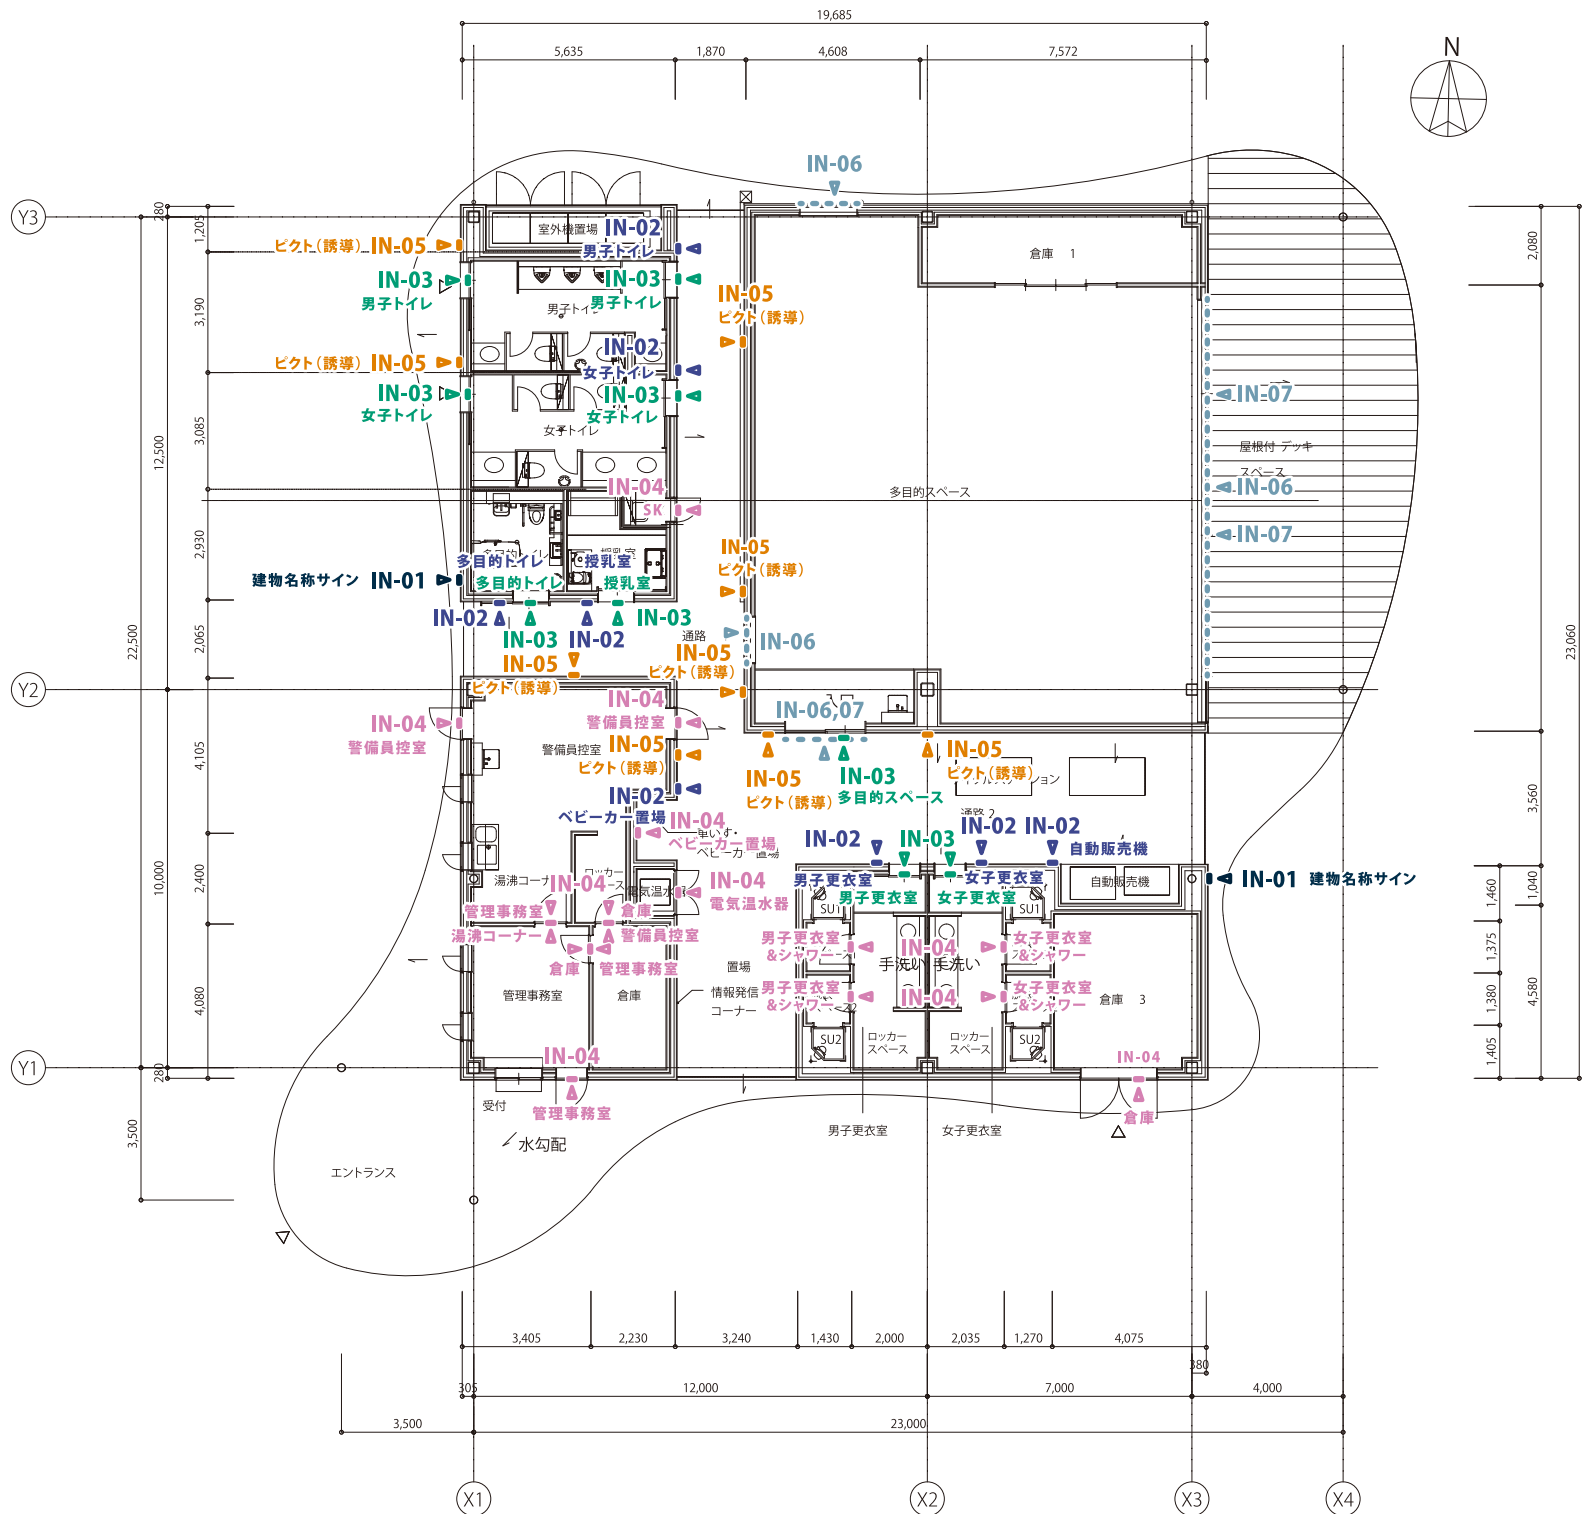 19,685
5,635
1,870
4,608
7,572
N
IN-06
Y3
280
1,205
室外機置場
IN-02
男子トイレ
ピクト(誘導) IN-05
倉庫 1
2,080
IN-03
男子トイレ
IN-03
男子トイレ
男子トイレ
IN-05
ピクト(誘導)
3,190
ピクト(誘導) IN-05
IN-02
女子トイレ
IN-03
女子トイレ
IN-03
女子トイレ
女子トイレ
IN-07
3,085
12,500
屋根付 デッキ
スペース
IN-06
IN-04
SK
多目的スペース
IN-07
2,930
IN-05
ピクト(誘導)
多目的トイレ
授乳室
建物名称サイン IN-01
多目的トイレ
授乳室
IN-02
IN-03
IN-02
IN-03
通路
IN-06
2,065
22,500
23,060
IN-05
ピクト(誘導)
IN-05
ピクト(誘導)
Y2
IN-04
警備員控室
IN-04
警備員控室
IN-06,07
警備員控室
IN-05
ピクト(誘導)
IN-05
ピクト(誘導)
IN-03
多目的スペース
IN-05
ピクト(誘導)
4,105
3,560
IN-02
ベビーカー置場
IN-04
ベビーカー置場
車いす・
ベビーカー置場
通路 2
IN-02
男子更衣室
IN-03
男子更衣室
女子更衣室
IN-02
女子更衣室
IN-02
自動販売機
自動販売機
IN-01 建物名称サイン
10,000
2,400
湯沸コーナー
ロッカー
IN-04
電気温水器
IN-04
電気温水器
管理事務室
湯沸コーナー
倉庫
警備員控室
倉庫
管理事務室
SU1
SU1
1,460
1,040
男子更衣室
&シャワー
IN-04
女子更衣室
&シャワー
手洗い
手洗い
1,375
4,080
管理事務室
倉庫
置場
情報発信
コーナー
男子更衣室
&シャワー
IN-04
女子更衣室
&シャワー
倉庫 3
1,380
4,580
SU2
ロッカー
スペース
ロッカー
スペース
SU2
1,405
Y1
280
IN-04
管理事務室
IN-04
倉庫
受付
男子更衣室
女子更衣室
水勾配
3,500
エントランス
3,405
2,230
3,240
1,430
2,000
2,035
1,270
4,075
380
305
12,000
7,000
4,000
3,500
23,000
X1
X2
X3
X4